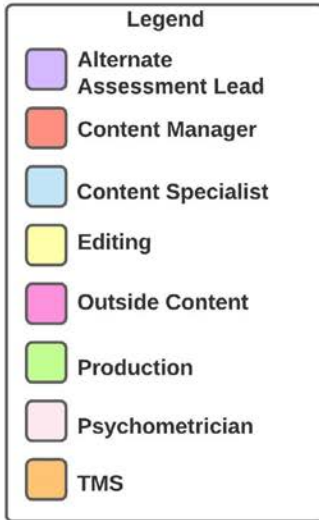 Legend
Alternate
Assessment Lead
Content Manager
Content Specialist
Editing
Outside Content
Production
Psychometrician
TMS